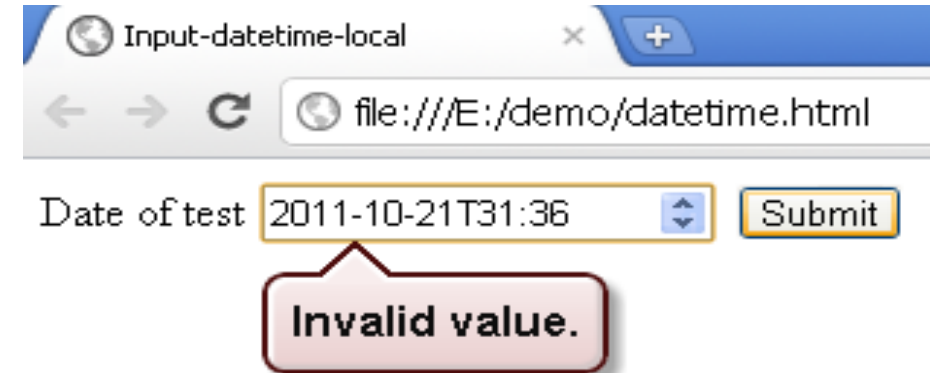 Input-datetime-local
file:///E:/demo/datetime.html
Date of test 2011-10-21T31:36 Submit
Invalid value.